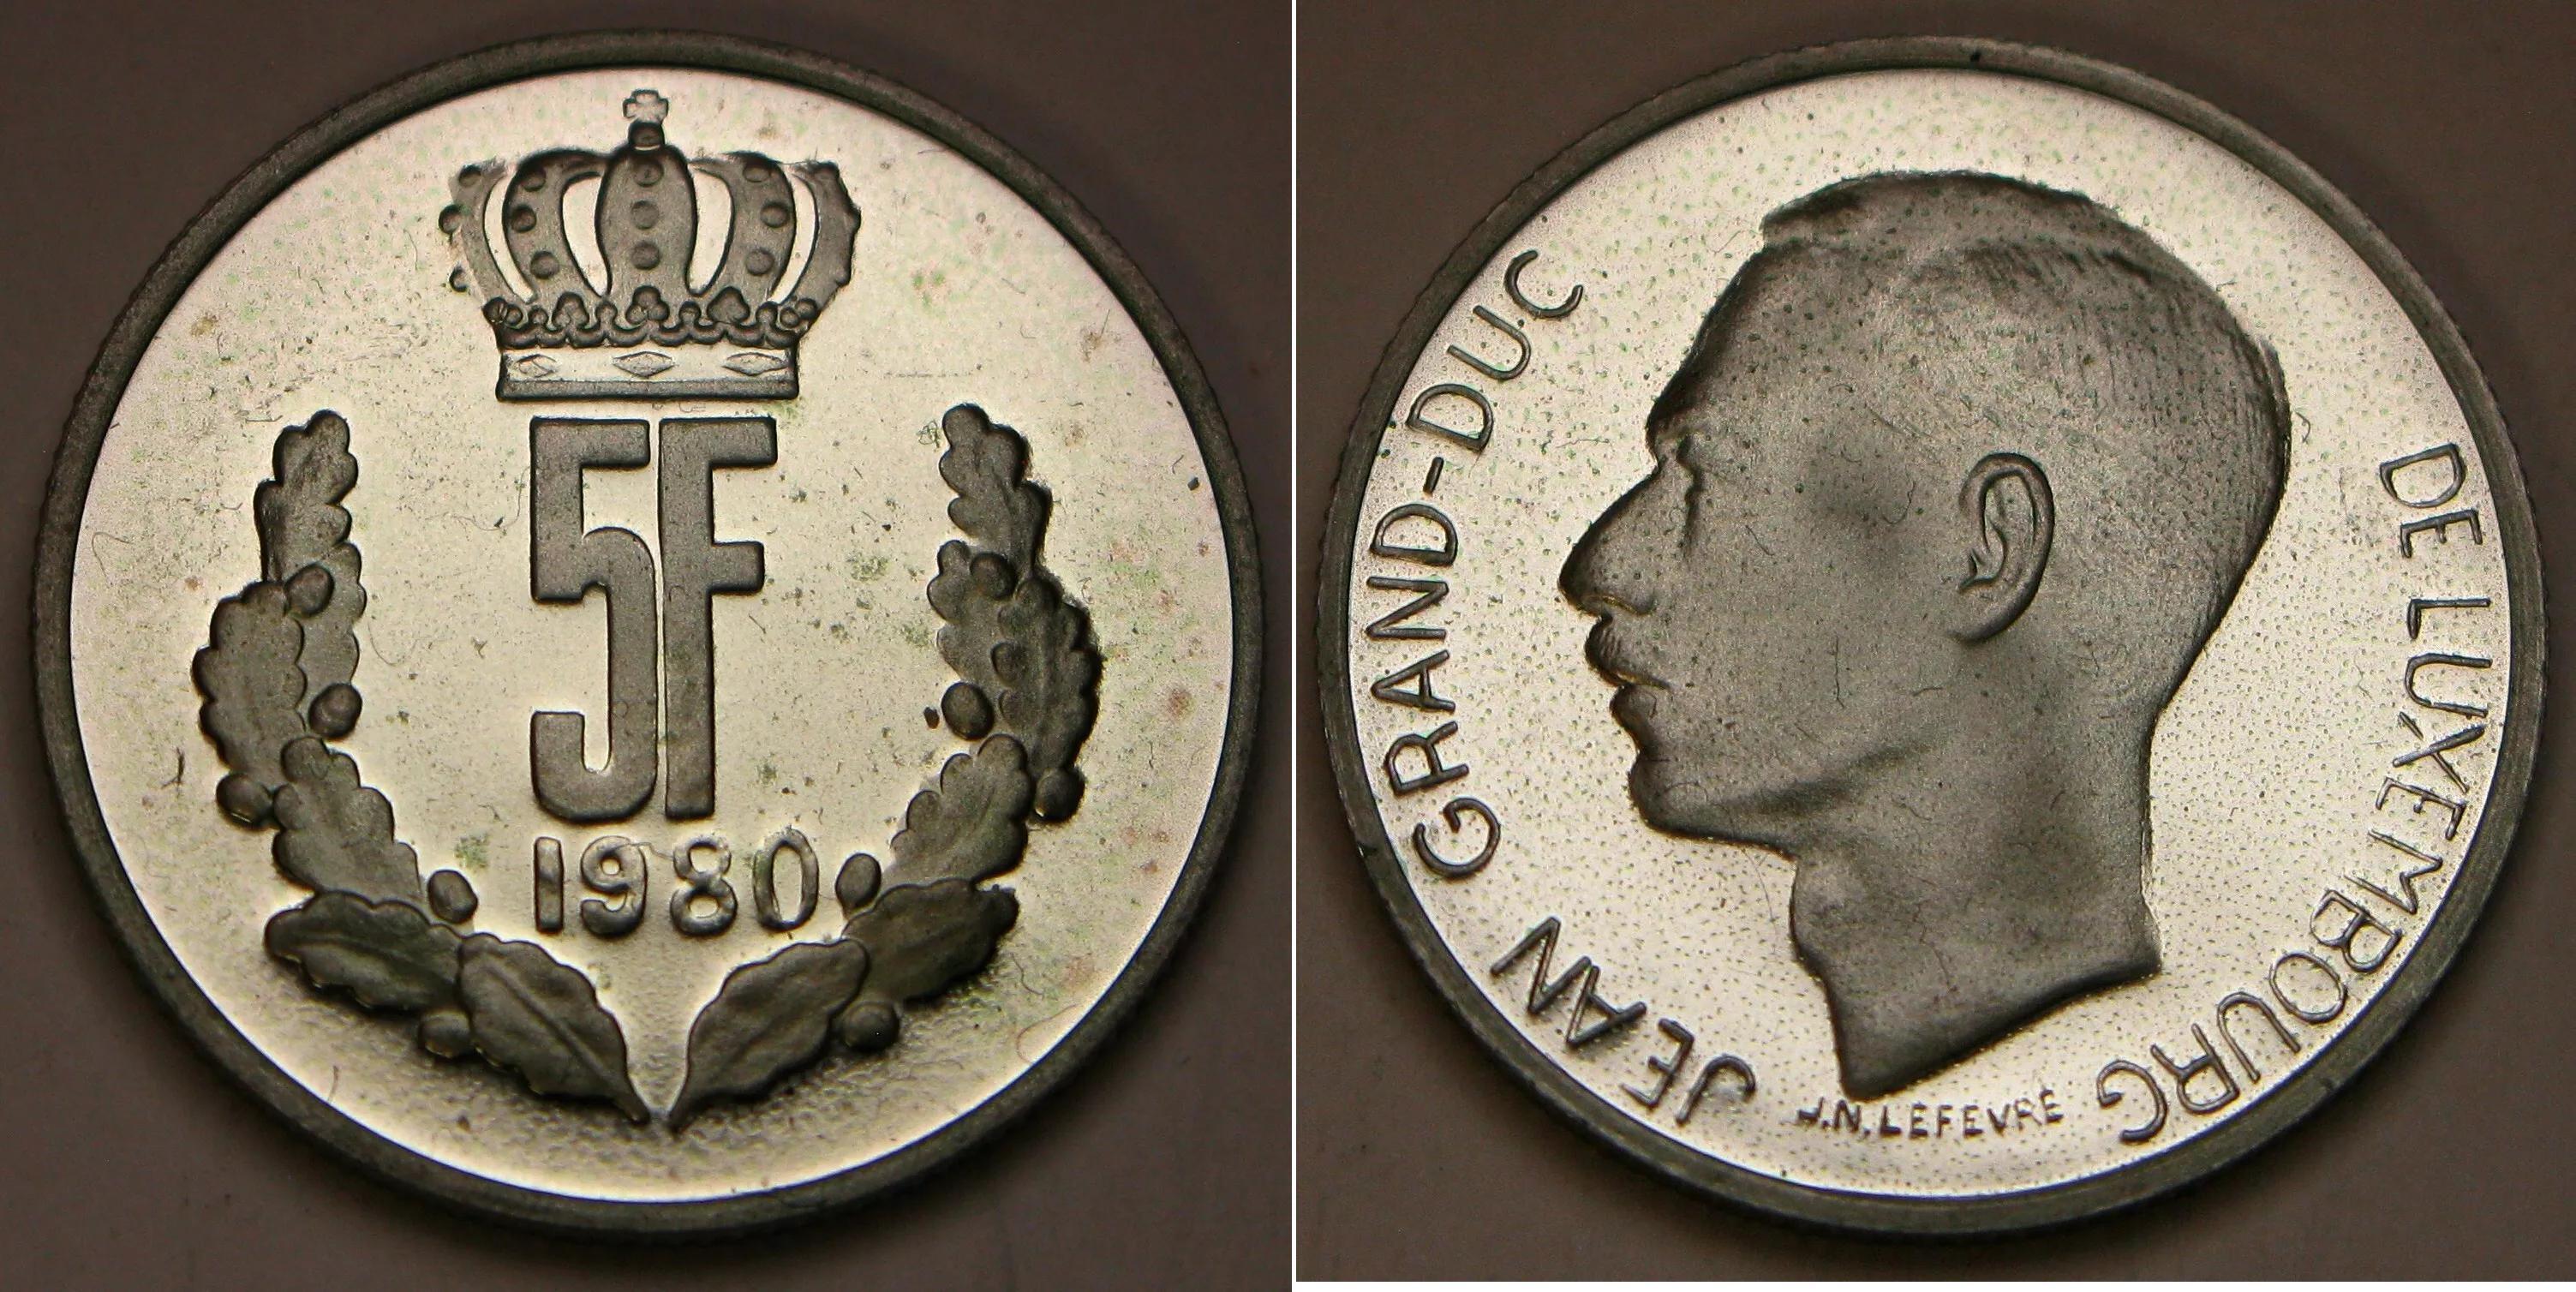 5F
1980
JEAN GRAND-DUC DE LUXEMBOURG
J.N.LEFEVRE